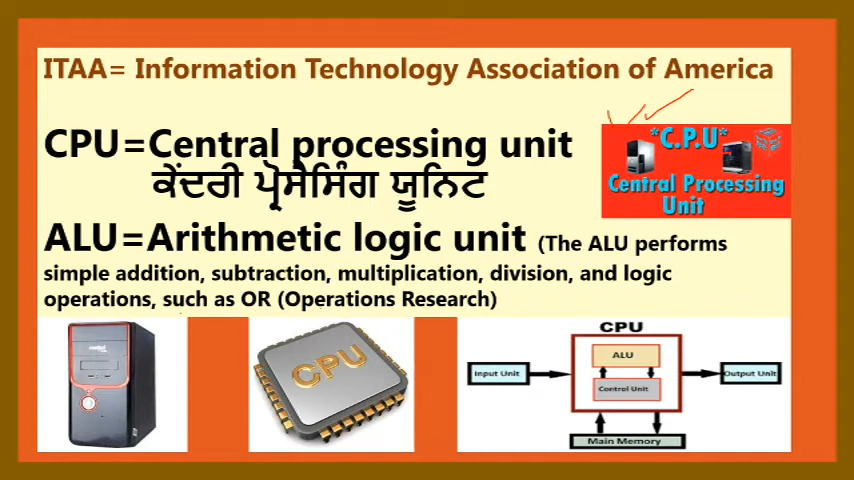 ITAA= Information Technology Association of America
CPU=Central processing unit
ਕੇਂਦਰੀ ਪ੍ਰੋਸੈਸਿੰਗ ਯੂਨਿਟ
*C.P.U*
Central Processing
Unit
ALU=Arithmetic logic unit (The ALU performs
simple addition, subtraction, multiplication, division, and logic
operations, such as OR (Operations Research)
CPU
CPU
ALU
Input Unit
Output Unit
Control Unit
Main Memory